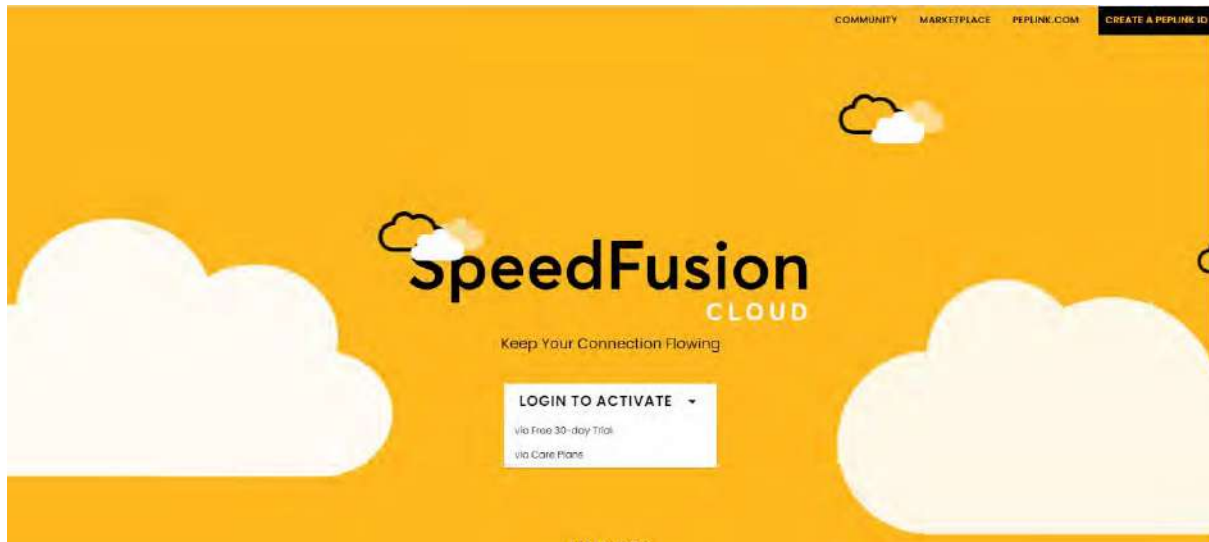 COMMUNITY MARKETPLACE PEPLINK.COM CREATE A PEPLINK ID
SpeedFusion
CLOUD
Keep Your Connection Flowing
LOGIN TO ACTIVATE
via Free 30-day Trial
via Care Plans